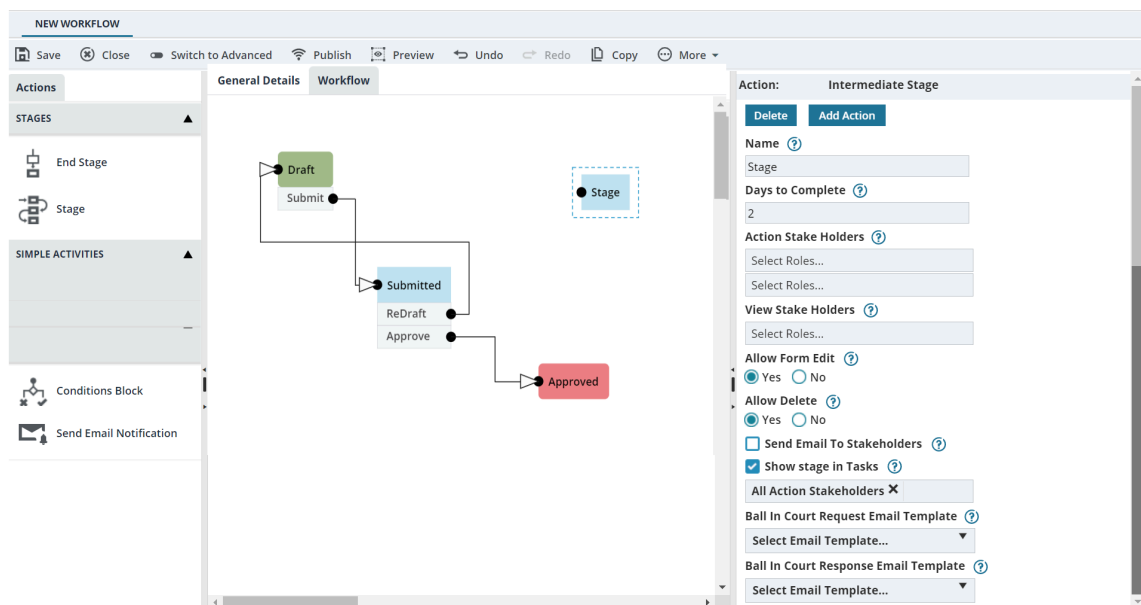 NEW WORKFLOW
Save Close Switch to Advanced Publish Preview Undo Redo Copy More
Actions
STAGES
End Stage
Stage
SIMPLE ACTIVITIES
Conditions Block
Send Email Notification
General Details Workflow
Draft
Submit
Stage
Submitted
ReDraft
Approve
Approved
Action: Intermediate Stage
Delete Add Action
Name ?
Stage
Days to Complete ?
2
Action Stake Holders ?
Select Roles...
Select Roles...
View Stake Holders ?
Select Roles...
Allow Form Edit ?
Yes No
Allow Delete ?
Yes No
Send Email To Stakeholders ?
Show stage in Tasks ?
All Action Stakeholders ×
Ball In Court Request Email Template ?
Select Email Template...
Ball In Court Response Email Template ?
Select Email Template...